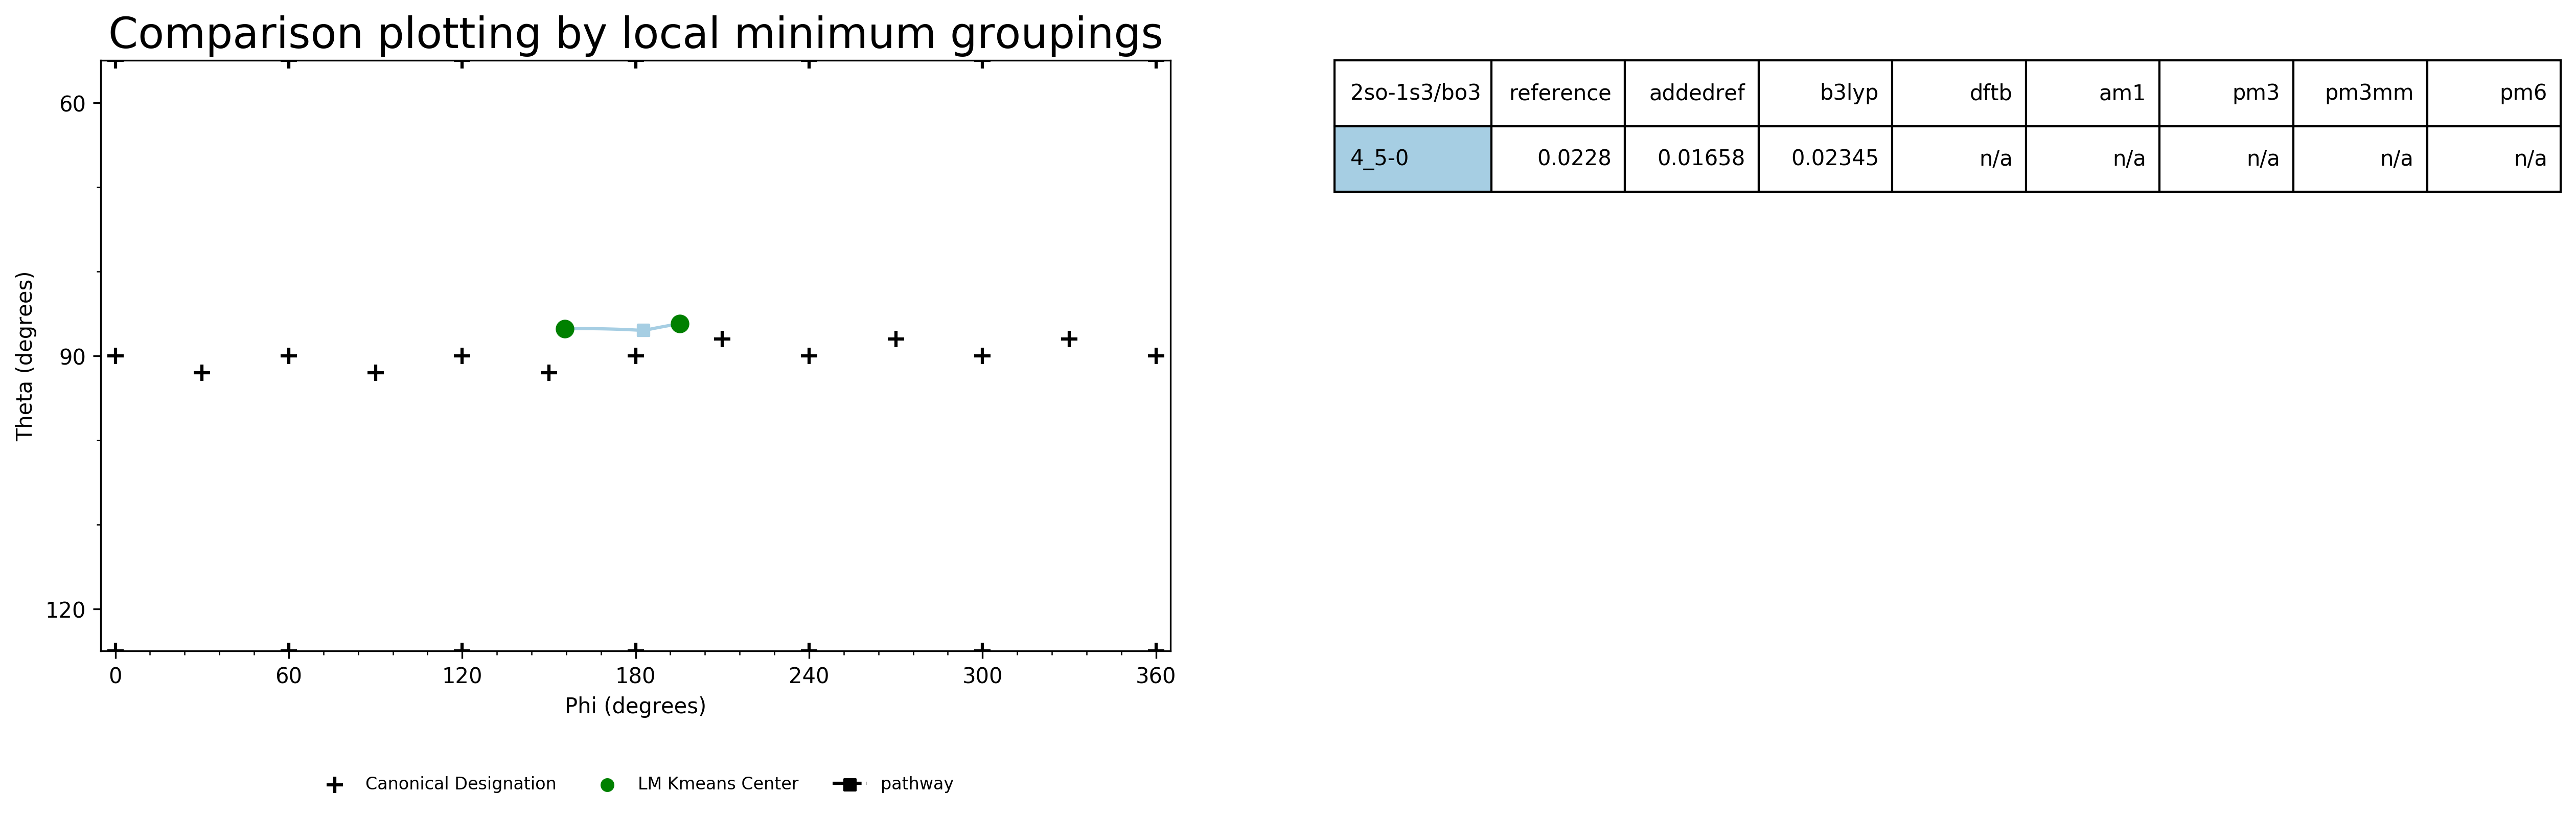 Comparison plotting by local minimum groupings
60
90
120
Theta (degrees)
0 60 120 180 240 300 360
Phi (degrees)
Canonical Designation LM Kmeans Center pathway
2so-1s3/bo3 reference addedref b3lyp dftb am1 pm3 pm3mm pm6
4_5-0 0.0228 0.01658 0.02345 n/a n/a n/a n/a n/a